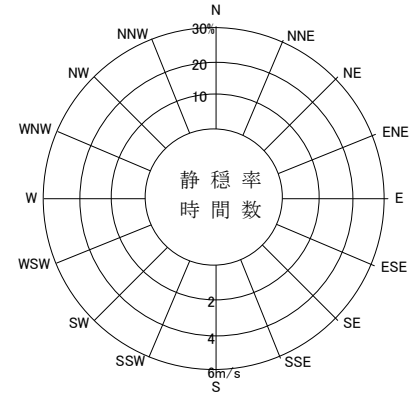 N
NNW
NNE
30%
NW
20
NE
10
WNW
ENE
静 穏 率
W
E
時 間 数
WSW
ESE
2
SW
SE
4
SSW
SSE
6m/s
S